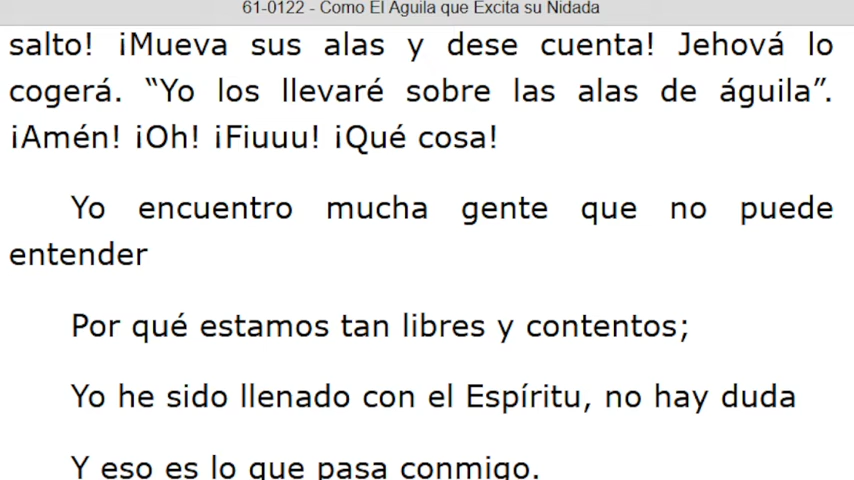 61-0122 - Como El Aguila que Excita su Nidada
salto! ¡Mueva sus alas y dese cuenta! Jehová lo
cogerá. “Yo los llevaré sobre las alas de águila”.
¡Amén! ¡Oh! ¡Fiuuu! ¡Qué cosa!
Yo encuentro mucha gente que no puede
entender
Por qué estamos tan libres y contentos;
Yo he sido llenado con el Espíritu, no hay duda
Y eso es lo que pasa conmigo.